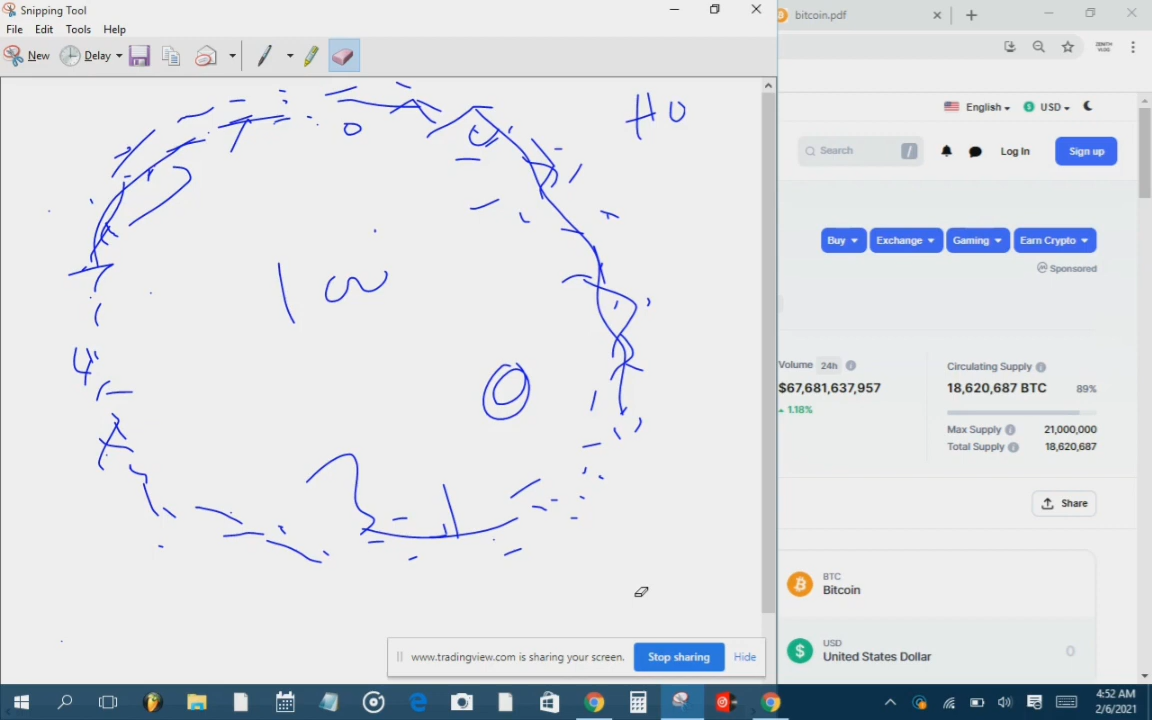 Snipping Tool
bitcoin.pdf
File Edit Tools Help
New Delay
English USD
Search / Log In Sign up
Buy Exchange Gaming Earn Crypto
Sponsored
Volume 24h
$67,681,637,957
1.18%
Circulating Supply
18,620,687 BTC 89%
Max Supply 21,000,000
Total Supply 18,620,687
Share
BTC
Bitcoin
USD
United States Dollar 0
www.tradingview.com is sharing your screen. Stop sharing Hide
4:52 AM
2/6/2021